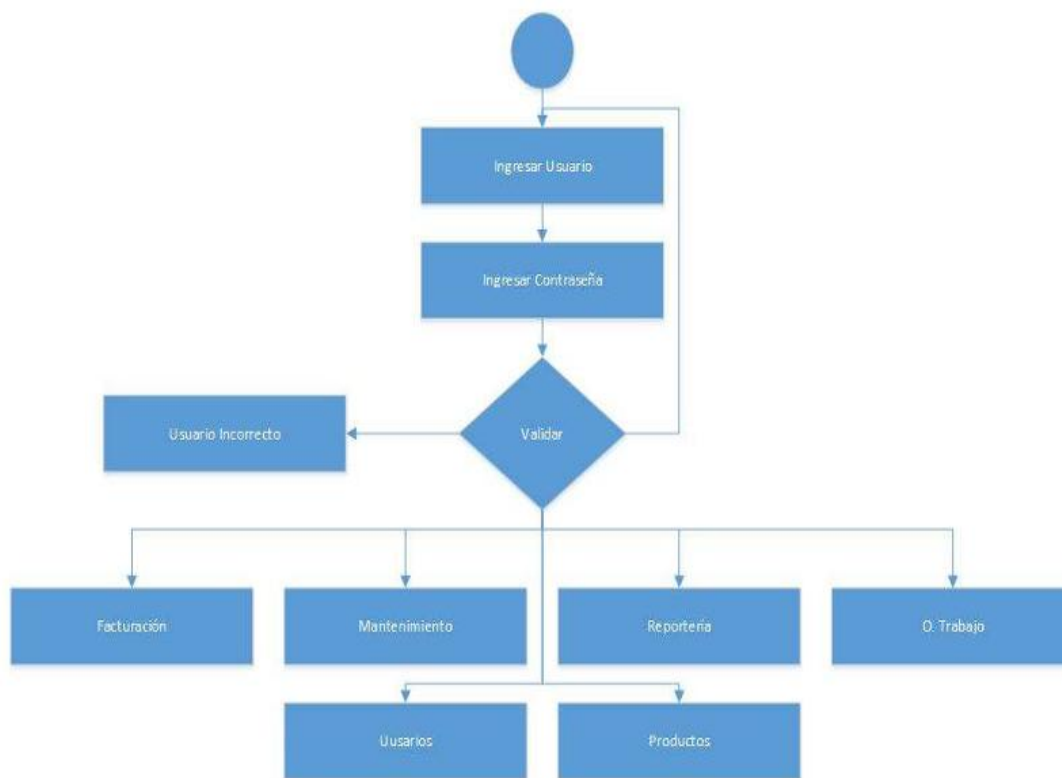 Ingresar Usuario
Ingresar Contraseña
Usuario Incorrecto
Validar
Facturación
Mantenimiento
Reportería
O. Trabajo
Uusarios
Productos